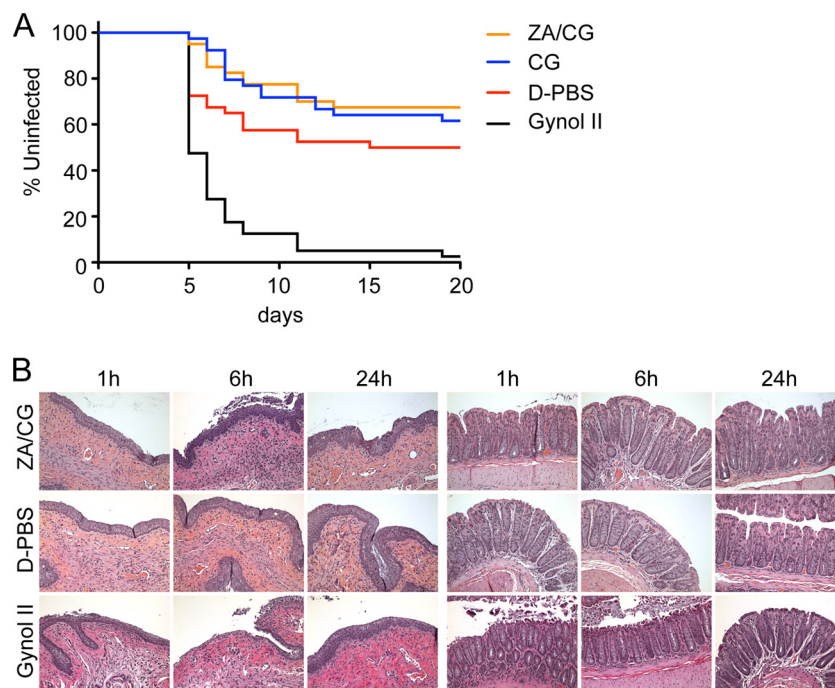 A
ZA/CG
CG
D-PBS
Gynol II
% Uninfected
100
80
60
40
20
0
0 5 10 15 20
days
B
1h 6h 24h 1h 6h 24h
ZA/CG
D-PBS
Gynol II